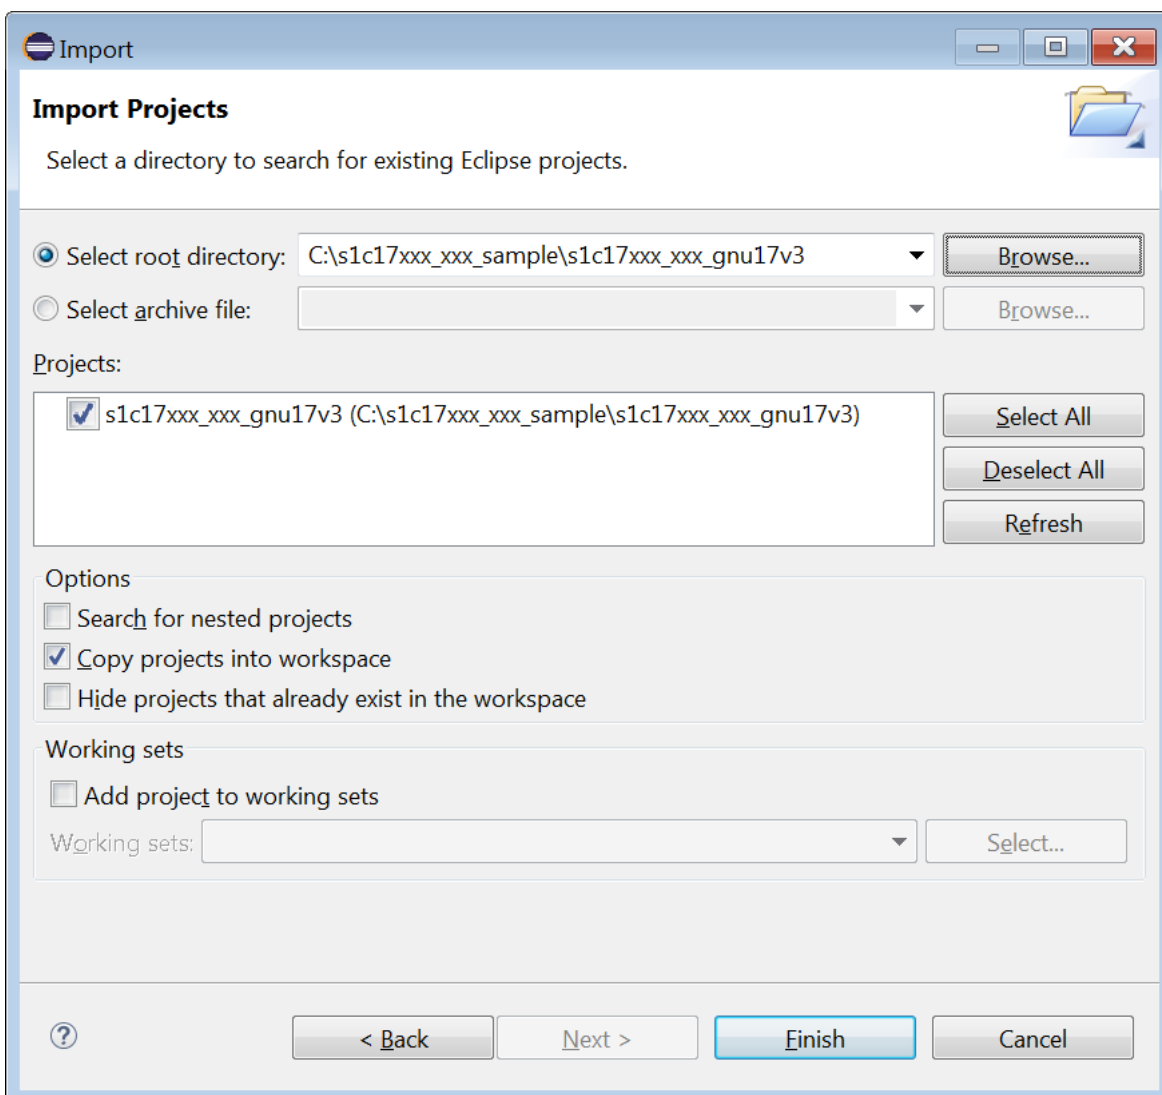 Import
Import Projects
Select a directory to search for existing Eclipse projects.
Select root directory: C:\s1c17xxx_xxx_sample\s1c17xxx_xxx_gnu17v3 Browse...
Select archive file: Browse...
Projects:
s1c17xxx_xxx_gnu17v3 (C:\s1c17xxx_xxx_sample\s1c17xxx_xxx_gnu17v3)
Select All
Deselect All
Refresh
Options
Search for nested projects
Copy projects into workspace
Hide projects that already exist in the workspace
Working sets
Add project to working sets
Working sets: Select...
? < Back Next > Finish Cancel